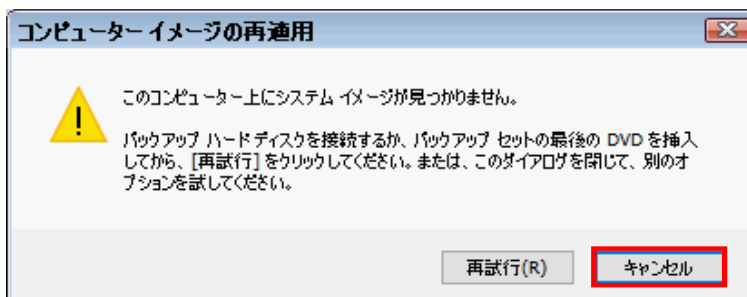 コンピューター イメージの再適用
このコンピューター上にシステム イメージが見つかりません。
バックアップ ハード ディスクを接続するか、バックアップ セットの最後の DVD を挿入
してから、[再試行] をクリックしてください。または、このダイアログを閉じて、別のオ
プションを試してください。
再試行(R)
キャンセル